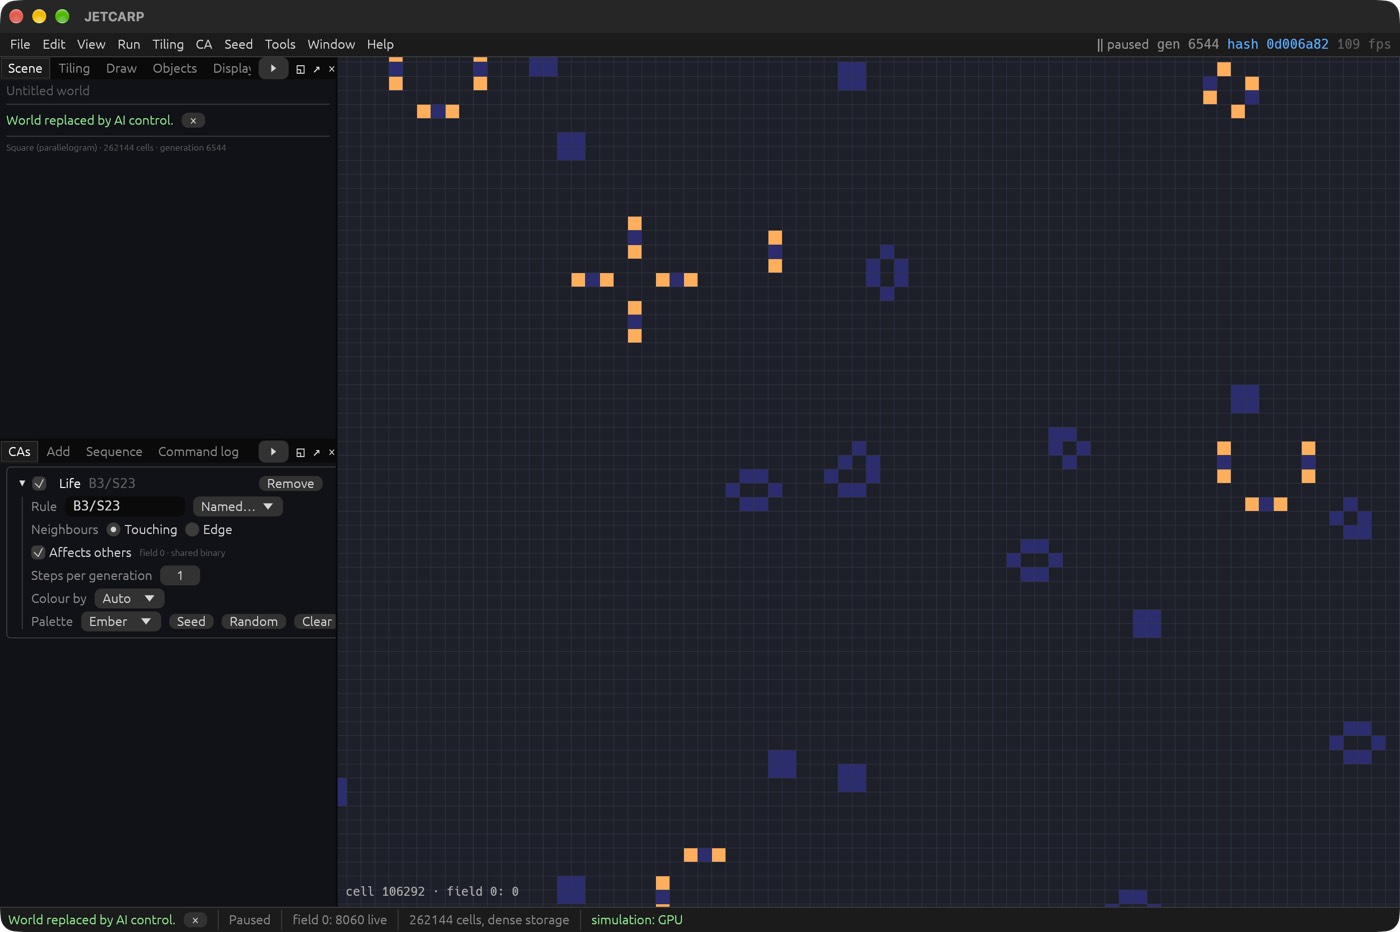 JETCARP
File Edit View Run Tiling CA Seed Tools Window Help
|| paused gen 6544 hash 0d006a82 109 fps
Scene Tiling Draw Objects Display
Untitled world
World replaced by AI control. ×
Square (parallelogram) · 262144 cells · generation 6544
CAs Add Sequence Command log
Life B3/S23 Remove
Rule B3/S23 Named...
Neighbours Touching Edge
Affects others field 0 · shared binary
Steps per generation 1
Colour by Auto
Palette Ember Seed Random Clear
cell 106292 · field 0: 0
World replaced by AI control. × Paused field 0: 8060 live 262144 cells, dense storage simulation: GPU